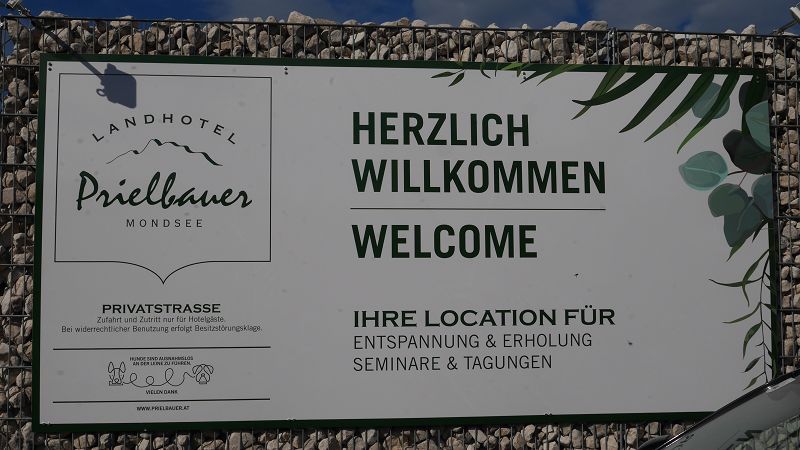 LANDHOTEL
Prielbauer
MONDSEE
PRIVATSTRASSE
Zufahrt und Zutritt nur für Hotelgäste.
Bei widerrechtlicher Benutzung erfolgt Besitzstörungsklage.
HUNDE SIND AUSNAHMSLOS
AN DER LEINE ZU FÜHREN.
VIELEN DANK
WWW.PRIELBAUER.AT
HERZLICH
WILLKOMMEN
WELCOME
IHRE LOCATION FÜR
ENTSPANNUNG & ERHOLUNG
SEMINARE & TAGUNGEN